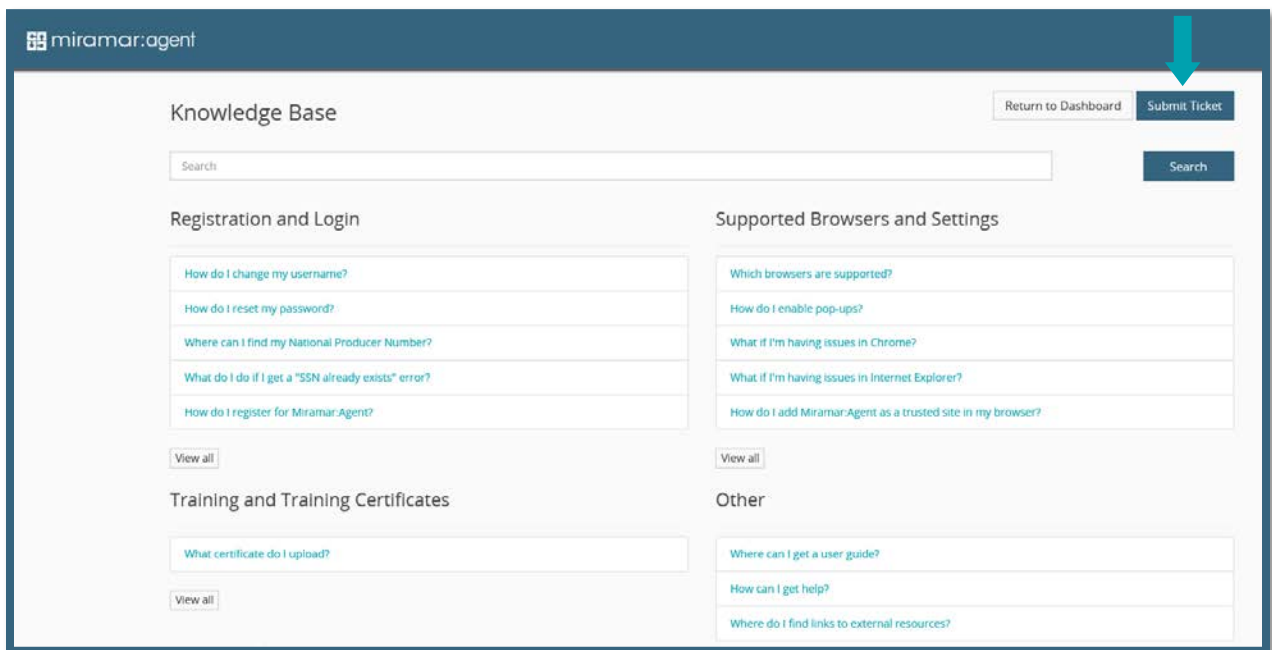 miramar:agent
Knowledge Base
Return to Dashboard
Submit Ticket
Search
Search
Registration and Login
How do I change my username?
How do I reset my password?
Where can I find my National Producer Number?
What do I do if I get a "SSN already exists" error?
How do I register for Miramar:Agent?
View all
Supported Browsers and Settings
Which browsers are supported?
How do I enable pop-ups?
What if I'm having issues in Chrome?
What if I'm having issues in Internet Explorer?
How do I add Miramar:Agent as a trusted site in my browser?
View all
Training and Training Certificates
What certificate do I upload?
View all
Other
Where can I get a user guide?
How can I get help?
Where do I find links to external resources?